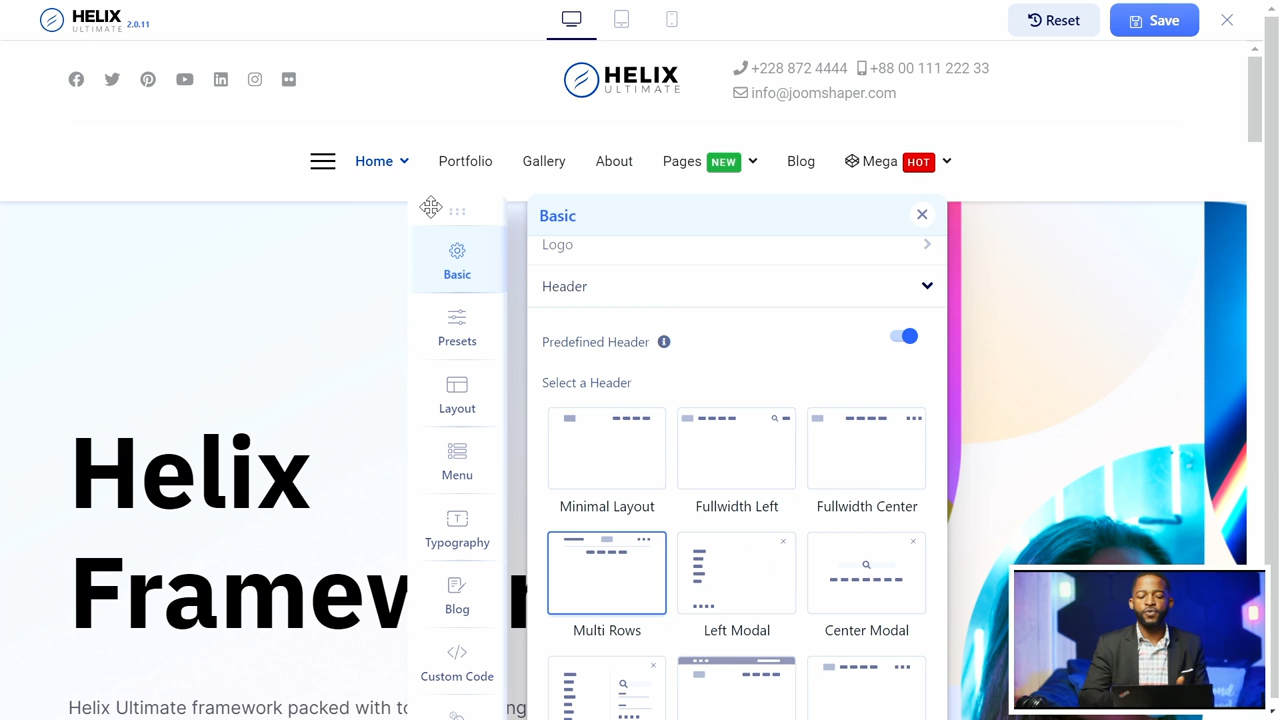 HELIX
ULTIMATE 2.0.11
Reset
Save
HELIX
ULTIMATE
+228 872 4444
+88 00 111 222 33
info@joomshaper.com
Home
Portfolio
Gallery
About
Pages NEW
Blog
Mega HOT
Basic
Presets
Layout
Menu
Typography
Blog
Custom Code
Basic
Logo
Header
Predefined Header
Select a Header
Minimal Layout
Fullwidth Left
Fullwidth Center
Multi Rows
Left Modal
Center Modal
Helix
Helix Ultimate framework packed with